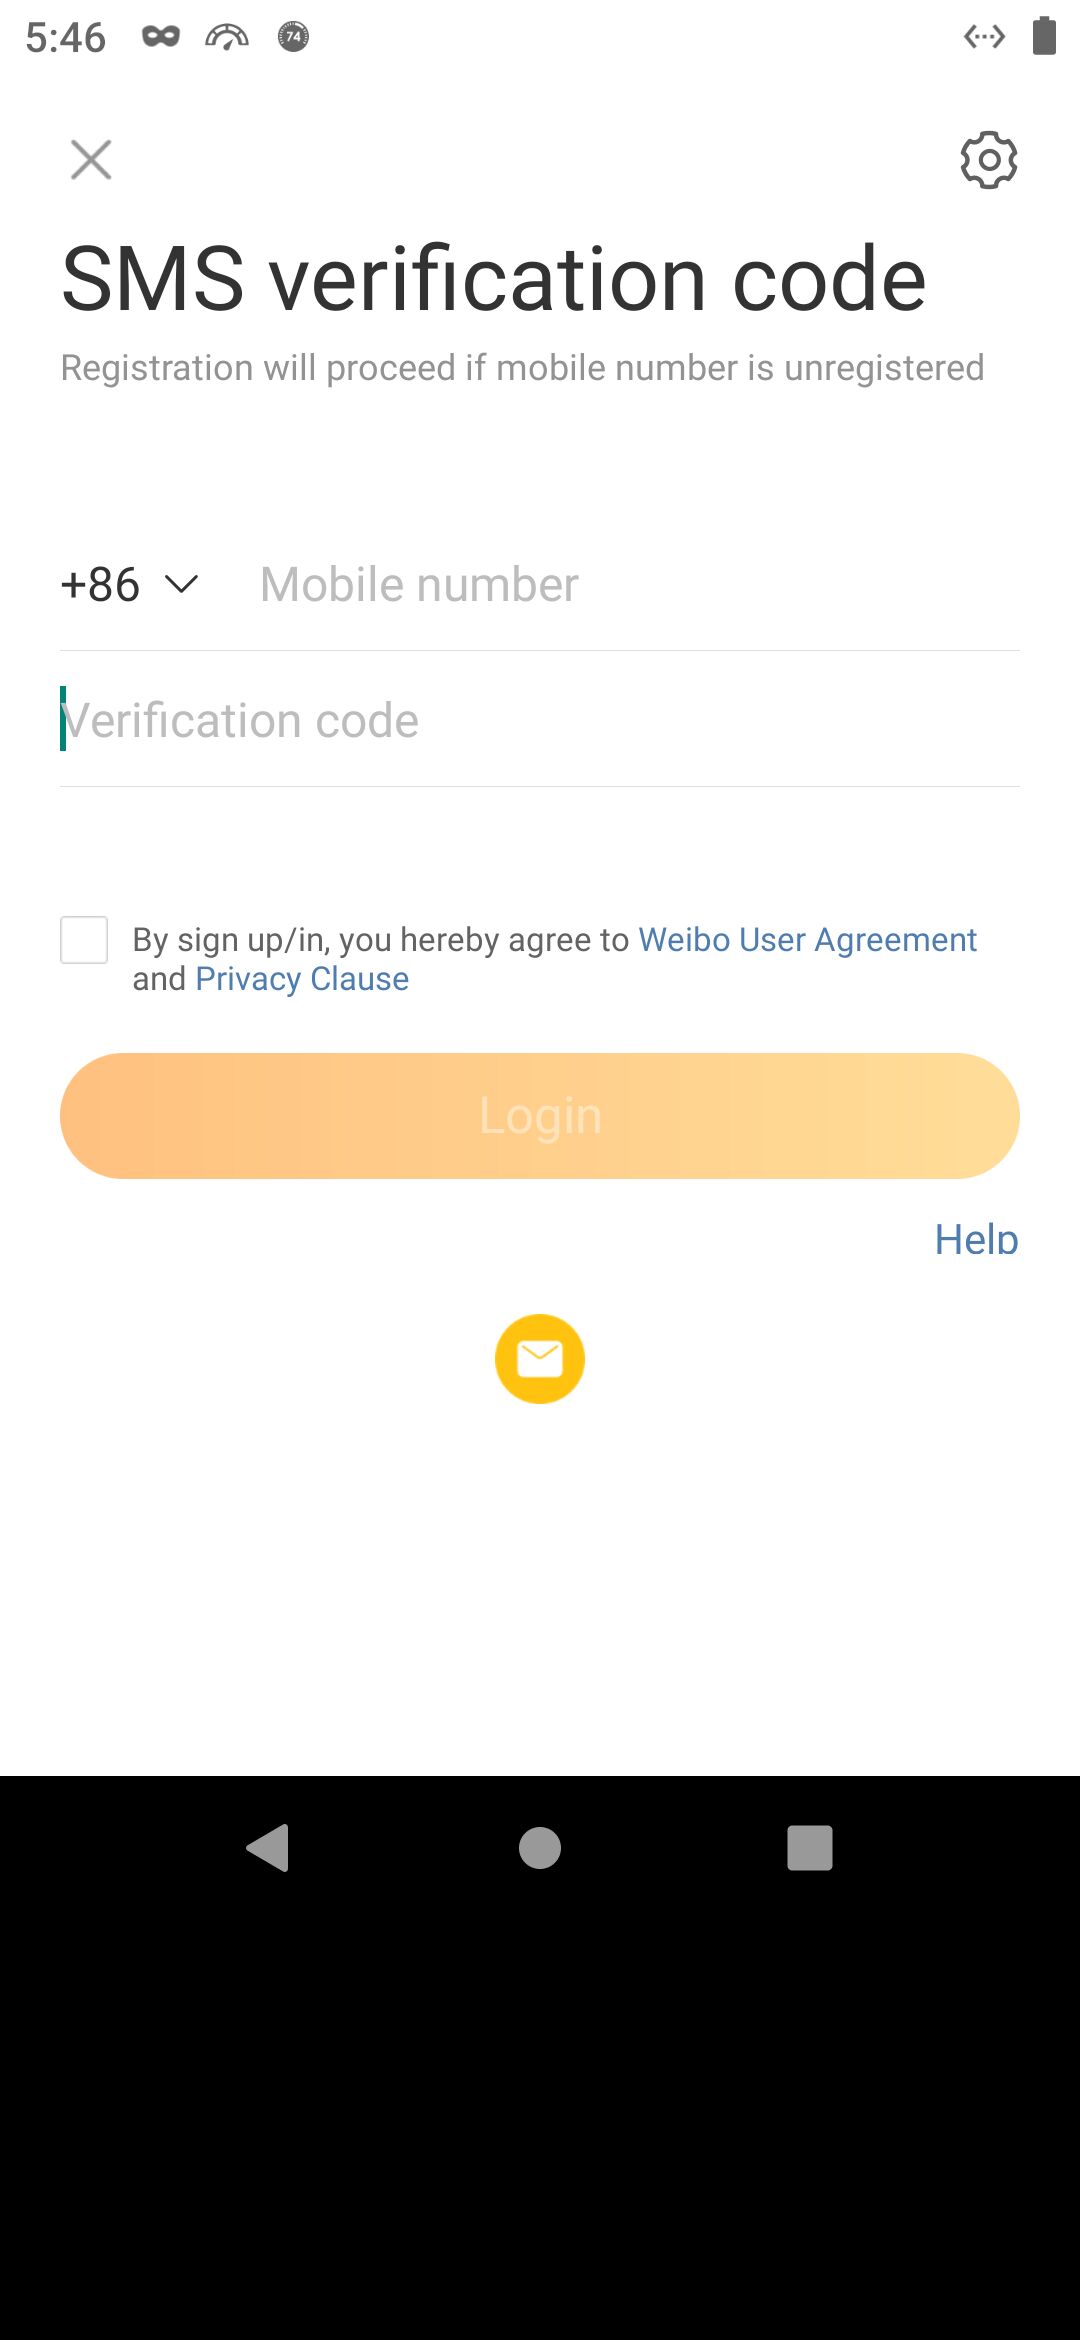 5:46
74
SMS verification code
Registration will proceed if mobile number is unregistered
+86 Mobile number
Verification code
By sign up/in, you hereby agree to Weibo User Agreement
and Privacy Clause
Login
Help